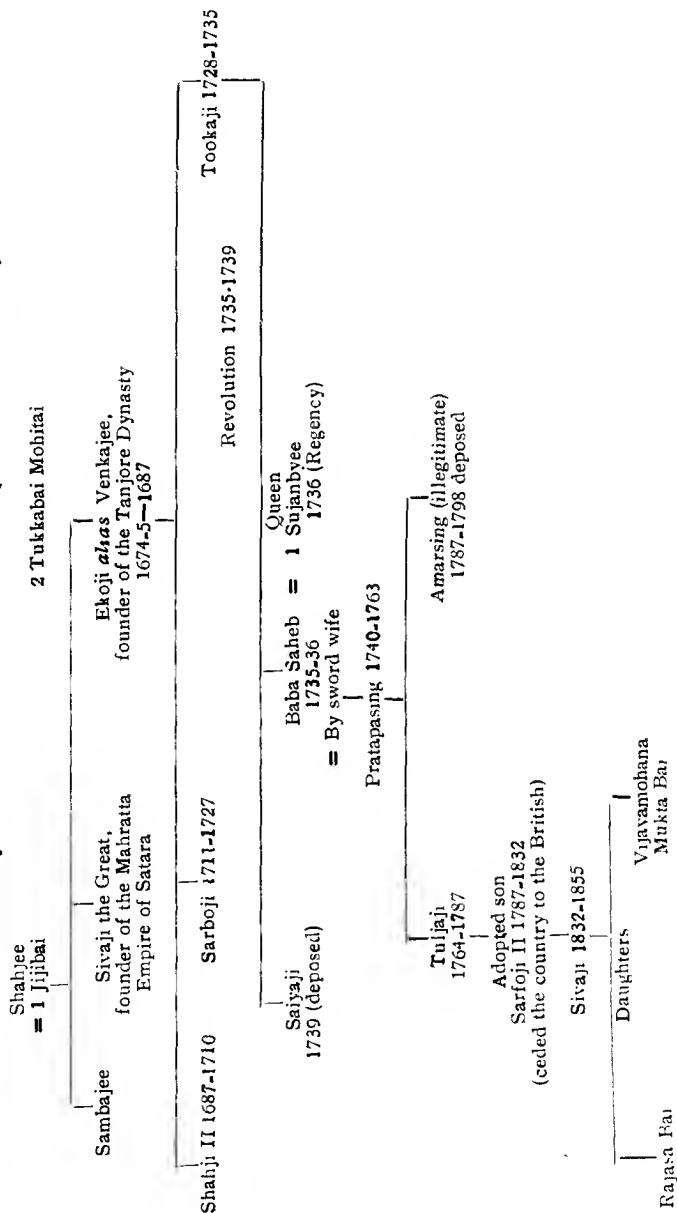 Shahjee
= 1 Jijibai
2 Tukkabai Mohitai
Sambajee
Sivaji the Great,
founder of the Mahratta
Empire of Satara
Ekoji alias Venkajee,
founder of the Tanjore Dynasty
1674-5—1687
Shahji II 1687-1710
Sarboji 1711-1727
Tookaji 1728-1735
Revolution 1735-1739
Saiyaji
1739 (deposed)
Baba Saheb
1735-36
= By sword wife
Queen
= 1 Sujanbyee
1736 (Regency)
Pratapasing 1740-1763
Tuljaji
1764-1787
Amarsing (illegitimate)
1787-1798 deposed
Adopted son
Sarfoji II 1787-1832
(ceded the country to the British)
Sivaji 1832-1855
Daughters
Rajasa Bai
Vijayamohana
Mukta Bai